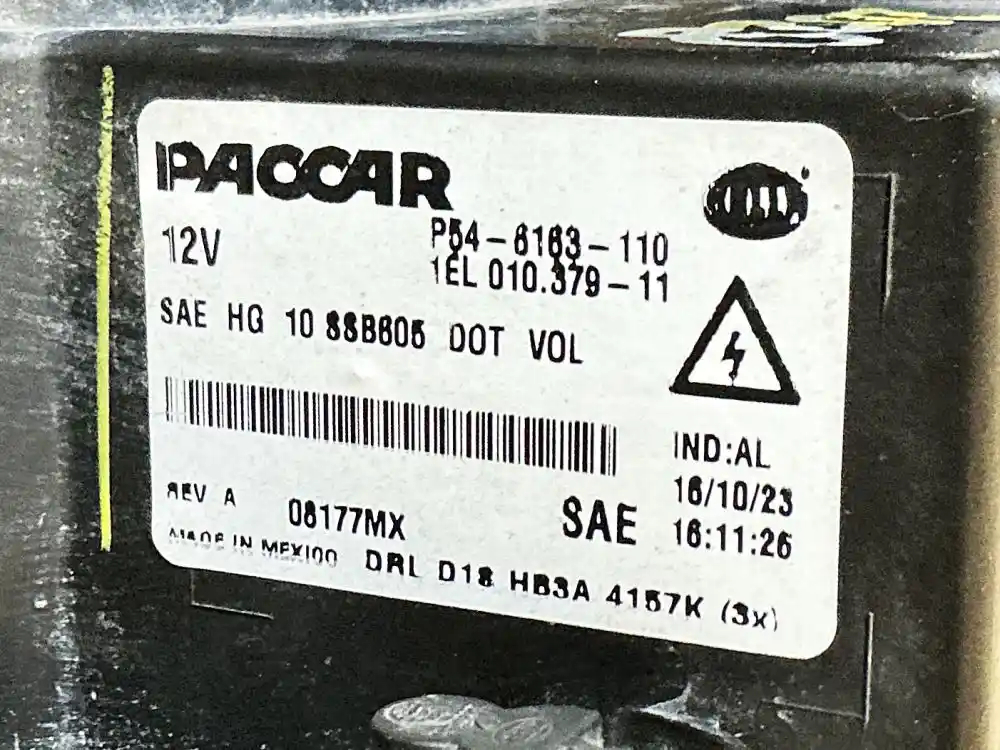 PACCAR
12V
P54-6163-110
1EL 010.379-11
SAE HG 10 SSB605 DOT VOL
IND:AL
16/10/23
16:11:26
REV A 08177MX SAE
MADE IN MEXICO DRL D18 HB3A 4157K (3x)